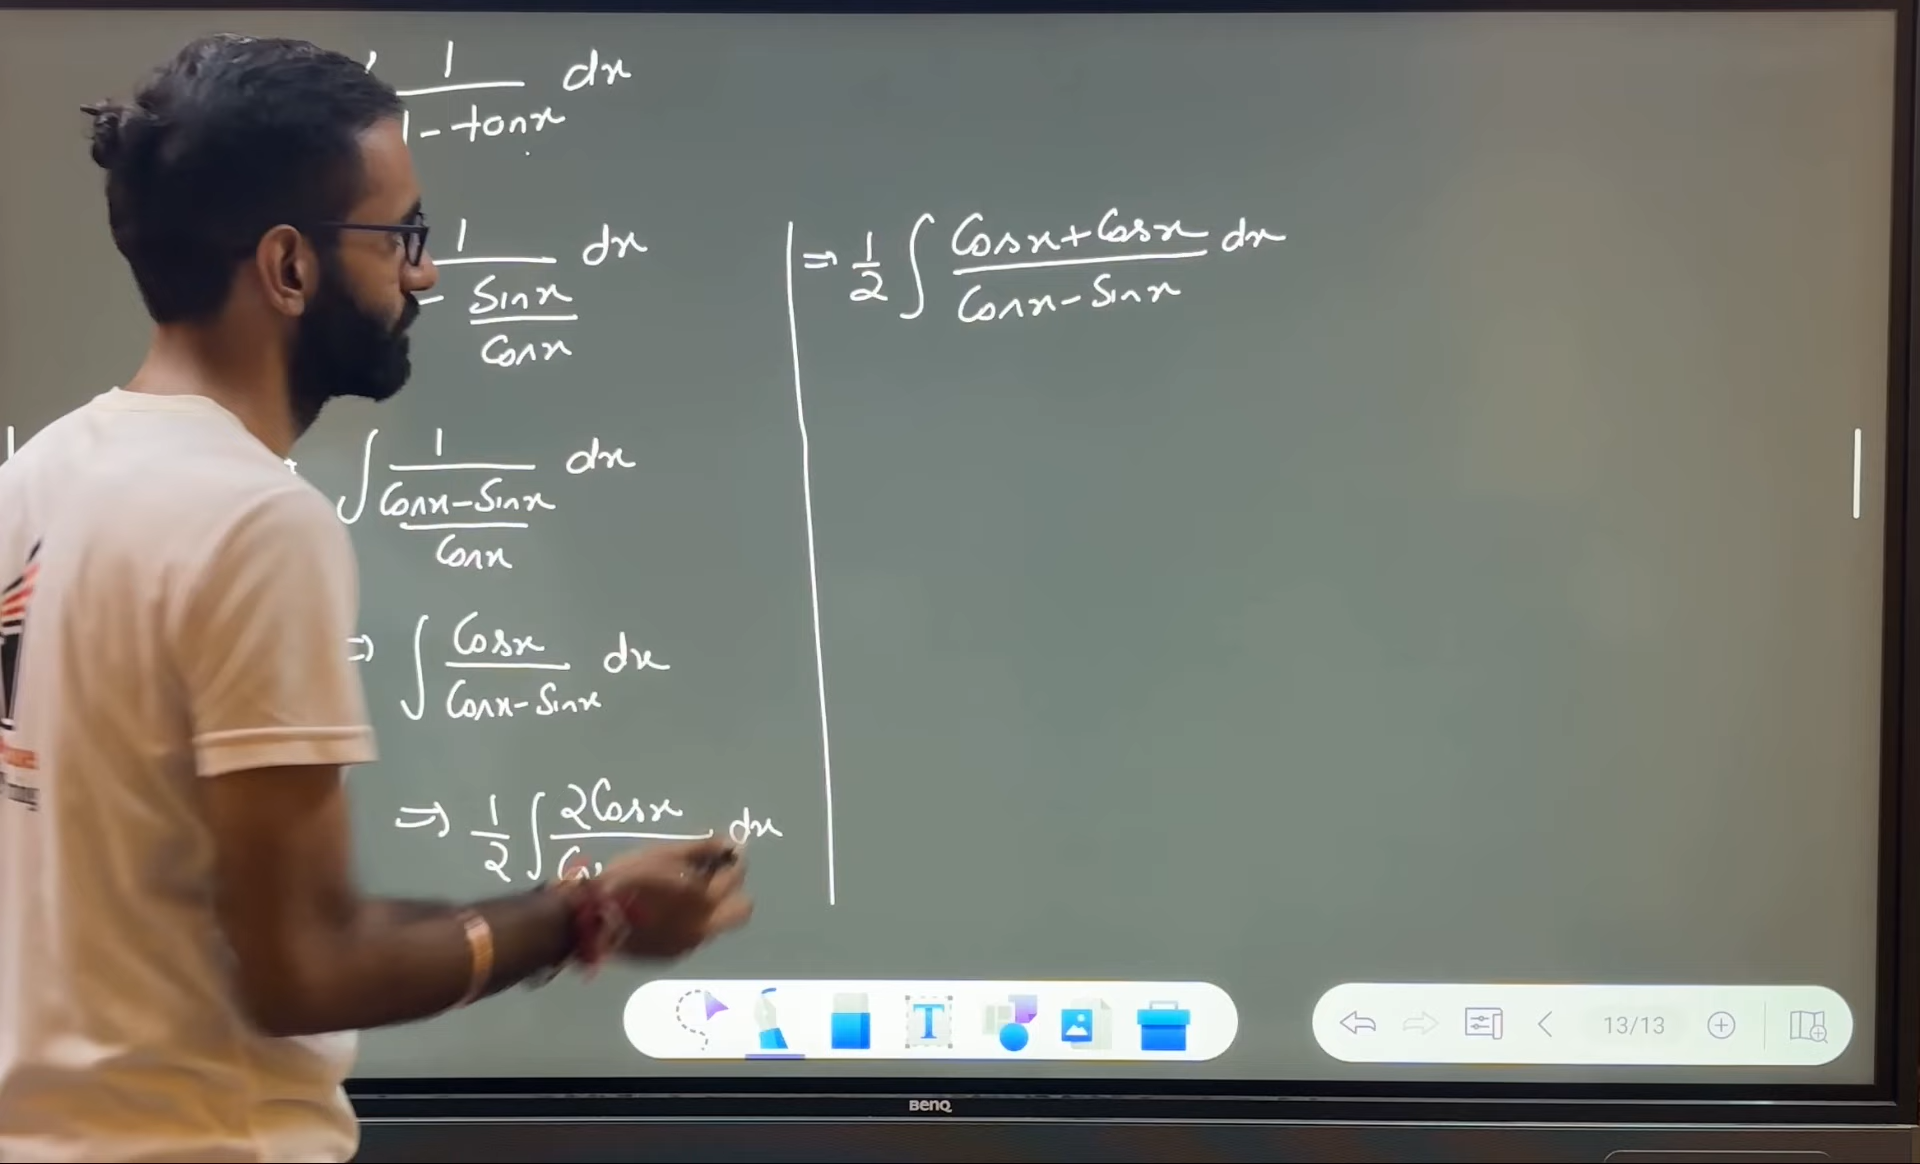 1/(1 - tanx) dx
1/(- Sinx/Cosx) dx
∫ 1/((Cosx - Sinx)/Cosx) dx
⇒ ∫ Cosx/(Cosx - Sinx) dx
⇒ 1/2 ∫ 2Cosx/ dx
⇒ 1/2 ∫ (Cosx + Cosx)/(Cosx - Sinx) dx
T
13/13
BenQ